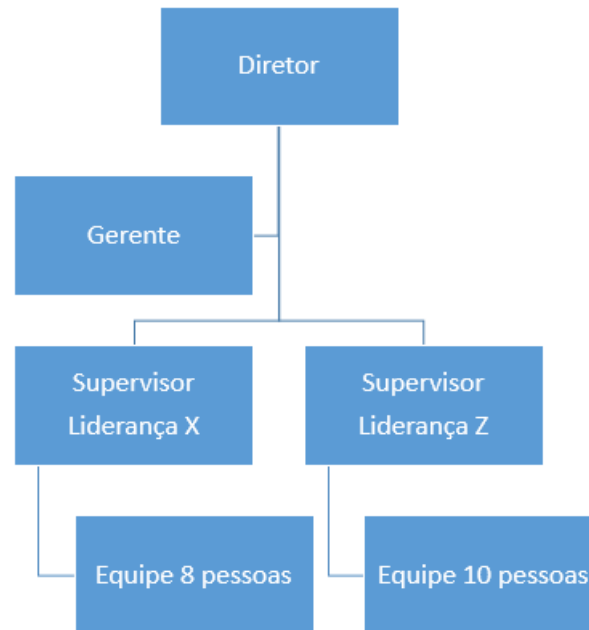 Diretor
Gerente
Supervisor
Liderança X
Supervisor
Liderança Z
Equipe 8 pessoas
Equipe 10 pessoas